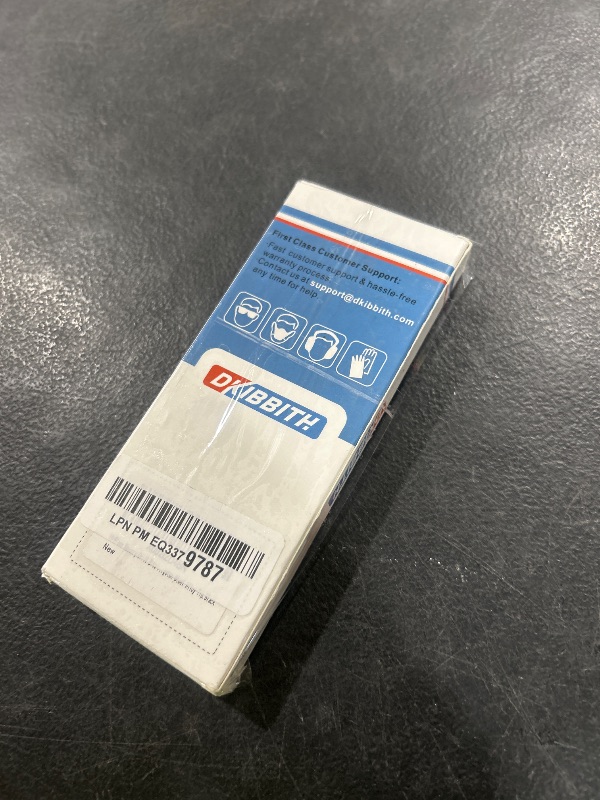 First Class Customer Support:
Fast customer support & hassle-free
warranty process.
Contact us at support@dkibbith.com
any time for help
DKIBBITH
LPN PM EQ3379787
New